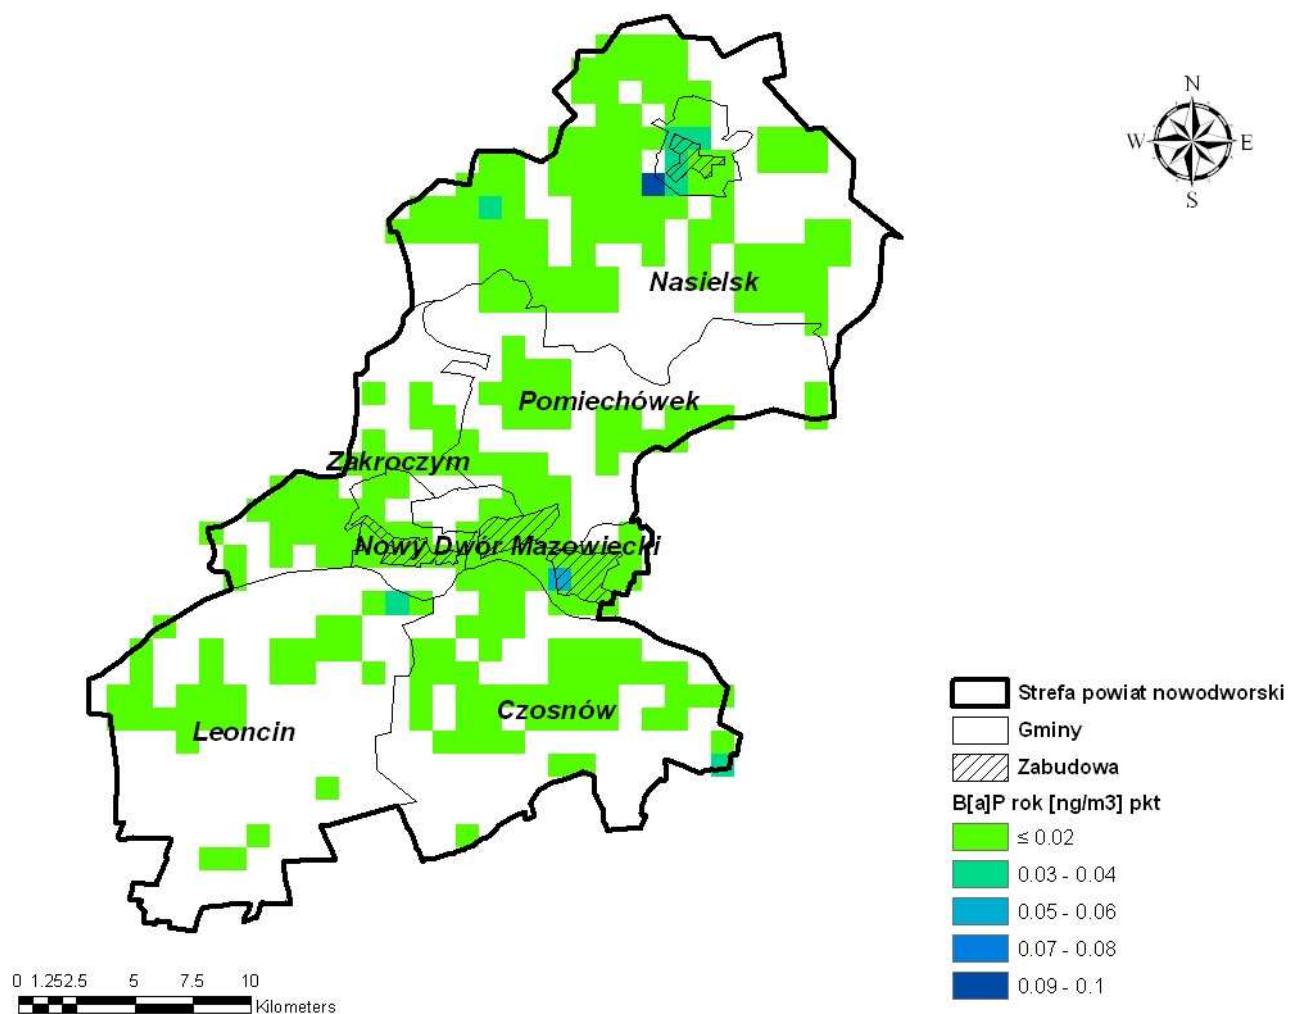 N
W
E
S
Nasielsk
Pomiechówek
Zakroczym
Nowy Dwór Mazowiecki
Leoncin
Czosnów
Strefa powiat nowodworski
Gminy
Zabudowa
B[a]P rok [ng/m3] pkt
≤ 0.02
0.03 - 0.04
0.05 - 0.06
0.07 - 0.08
0.09 - 0.1
0 1.25 2.5 5 7.5 10
Kilometers